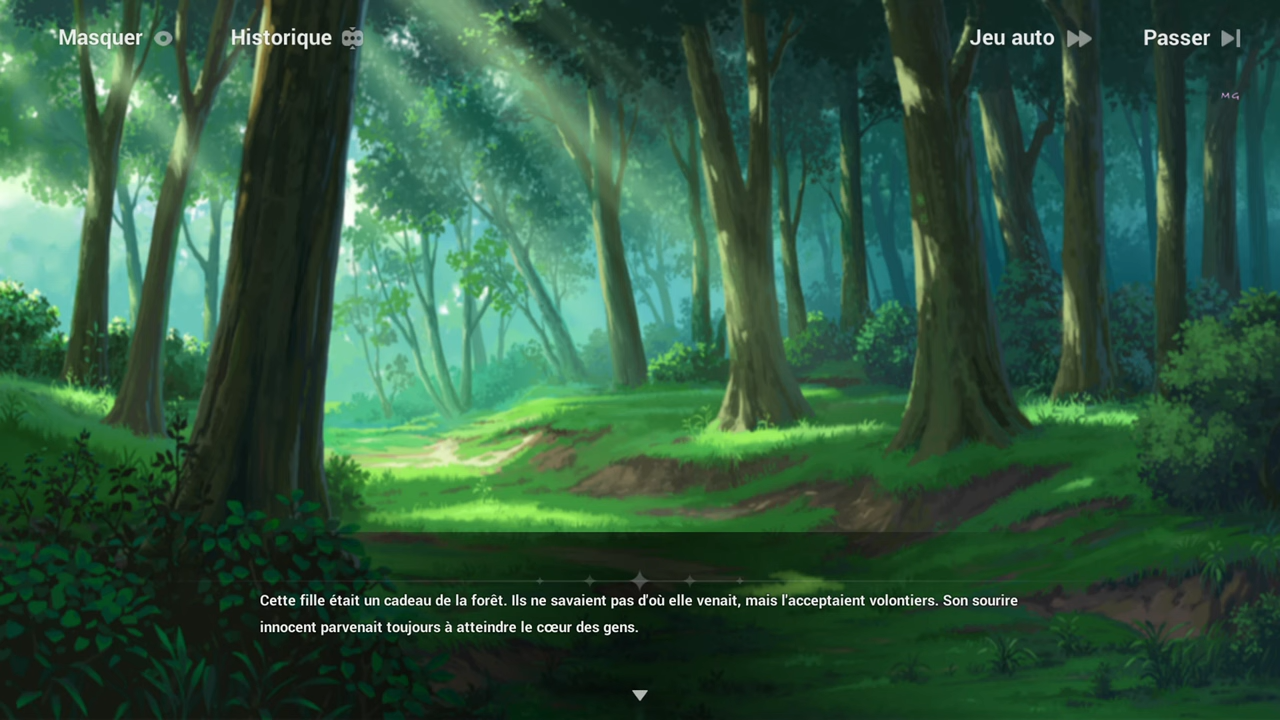 Masquer
Historique
Jeu auto
Passer
MG
Cette fille était un cadeau de la forêt. Ils ne savaient pas d'où elle venait, mais l'acceptaient volontiers. Son sourire
innocent parvenait toujours à atteindre le cœur des gens.